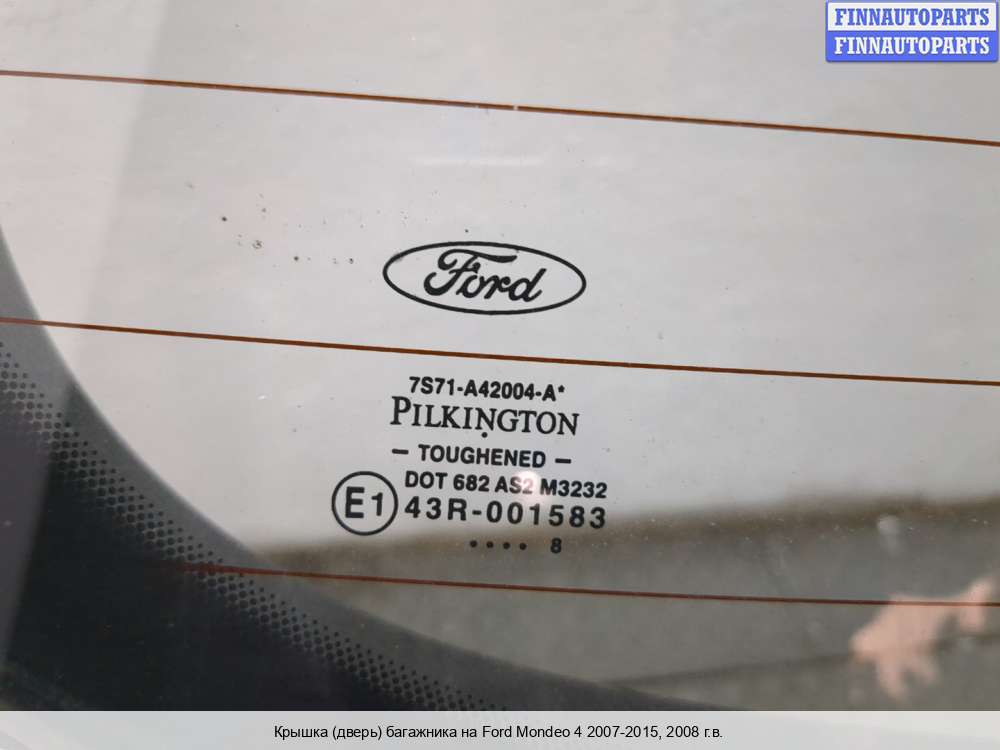 FINNAUTOPARTS
FINNAUTOPARTS
Ford
7S71-A42004-A*
PILKINGTON
- TOUGHENED -
DOT 682 AS2 M3232
E1 43R-001583
•••• 8
Крышка (дверь) багажника на Ford Mondeo 4 2007-2015, 2008 г.в.